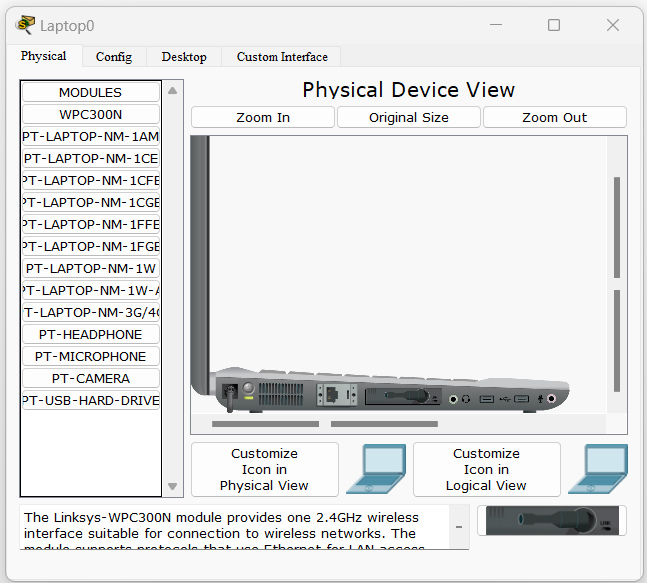 Laptop0
Physical
Config
Desktop
Custom Interface
MODULES
WPC300N
PT-LAPTOP-NM-1AM
PT-LAPTOP-NM-1CE
PT-LAPTOP-NM-1CFE
PT-LAPTOP-NM-1CGE
PT-LAPTOP-NM-1FFE
PT-LAPTOP-NM-1FGE
PT-LAPTOP-NM-1W
PT-LAPTOP-NM-1W-A
PT-LAPTOP-NM-3G/4G
PT-HEADPHONE
PT-MICROPHONE
PT-CAMERA
PT-USB-HARD-DRIVE
Physical Device View
Zoom In
Original Size
Zoom Out
Customize
Icon in
Physical View
Customize
Icon in
Logical View
The Linksys-WPC300N module provides one 2.4GHz wireless
interface suitable for connection to wireless networks. The
module supports protocols that use Ethernet for LAN access.
USB